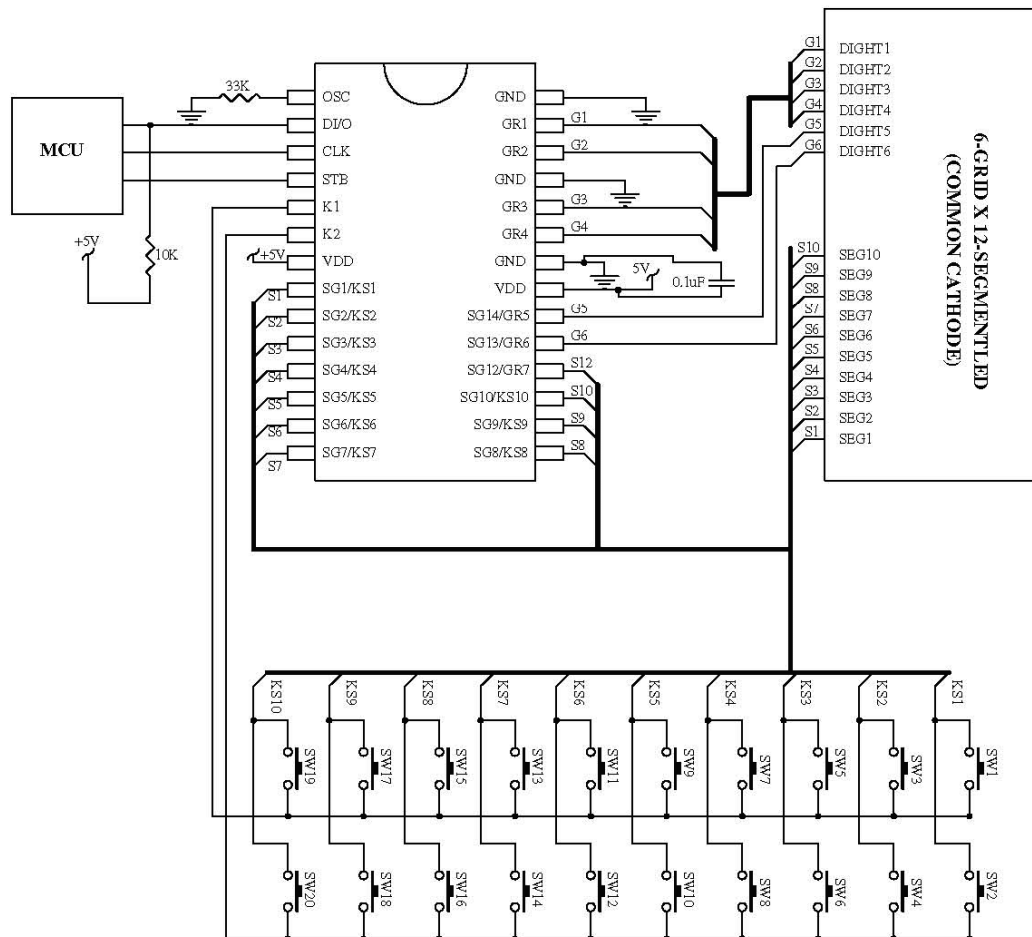 MCU
+5V
10K
33K
OSC
DI/O
CLK
STB
K1
K2
VDD
SG1/KS1
SG2/KS2
SG3/KS3
SG4/KS4
SG5/KS5
SG6/KS6
SG7/KS7
+5V
S1
S2
S3
S4
S5
S6
S7
GND
GR1
GR2
GND
GR3
GR4
GND
VDD
SG14/GR5
SG13/GR6
SG12/GR7
SG10/KS10
SG9/KS9
SG8/KS8
G1
G2
G3
G4
5V
0.1uF
G5
G6
S12
S10
S9
S8
G1 DIGHT1
G2 DIGHT2
G3 DIGHT3
G4 DIGHT4
G5 DIGHT5
G6 DIGHT6
S10 SEG10
S9 SEG9
S8 SEG8
S7 SEG7
S6 SEG6
S5 SEG5
S4 SEG4
S3 SEG3
S2 SEG2
S1 SEG1
6-GRID X 12-SEGMENTLED
(COMMON CATHODE)
KS10 KS9 KS8 KS7 KS6 KS5 KS4 KS3 KS2 KS1
SW19 SW17 SW15 SW13 SW11 SW9 SW7 SW5 SW3 SW1
SW20 SW18 SW16 SW14 SW12 SW10 SW8 SW6 SW4 SW2